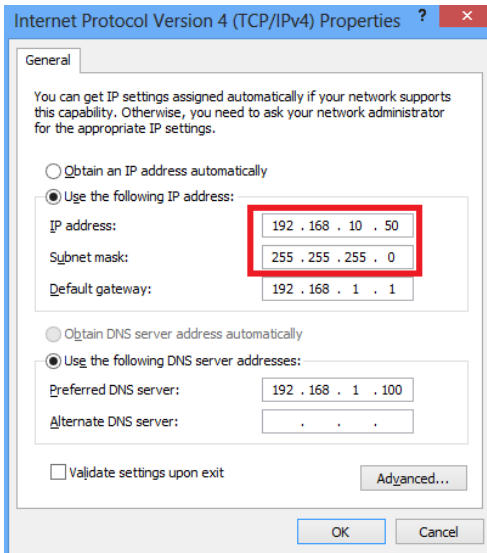 Internet Protocol Version 4 (TCP/IPv4) Properties ? ×
General
You can get IP settings assigned automatically if your network supports
this capability. Otherwise, you need to ask your network administrator
for the appropriate IP settings.
Obtain an IP address automatically
Use the following IP address:
IP address: 192 . 168 . 10 . 50
Subnet mask: 255 . 255 . 255 . 0
Default gateway: 192 . 168 . 1 . 1
Obtain DNS server address automatically
Use the following DNS server addresses:
Preferred DNS server: 192 . 168 . 1 . 100
Alternate DNS server: . . .
Validate settings upon exit
Advanced...
OK Cancel